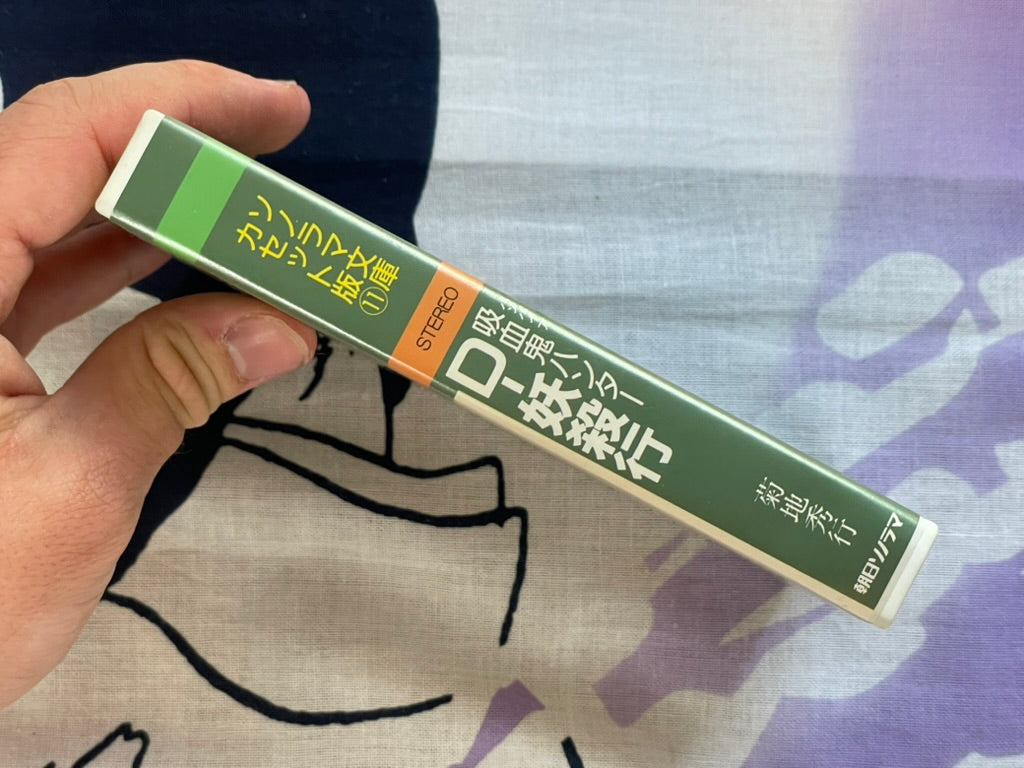 ソノラマ文庫
カセット版⑪
STEREO
吸血鬼ハンター
D-妖殺行
菊地秀行
朝日ソノラマ